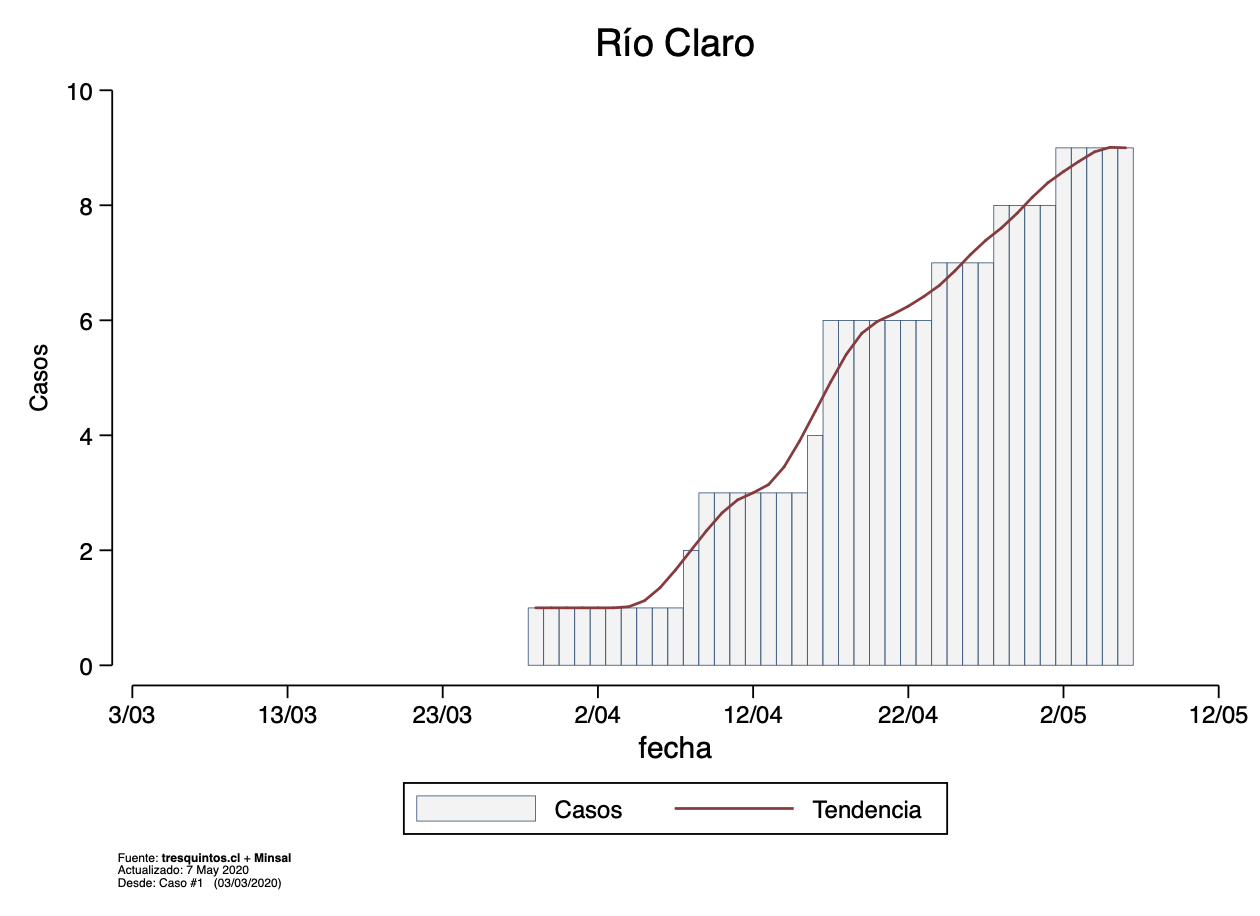 Río Claro
10
8
6
4
2
0
Casos
3/03 13/03 23/03 2/04 12/04 22/04 2/05 12/05
fecha
Casos Tendencia
Fuente: tresquintos.cl + Minsal
Actualizado: 7 May 2020
Desde: Caso #1 (03/03/2020)